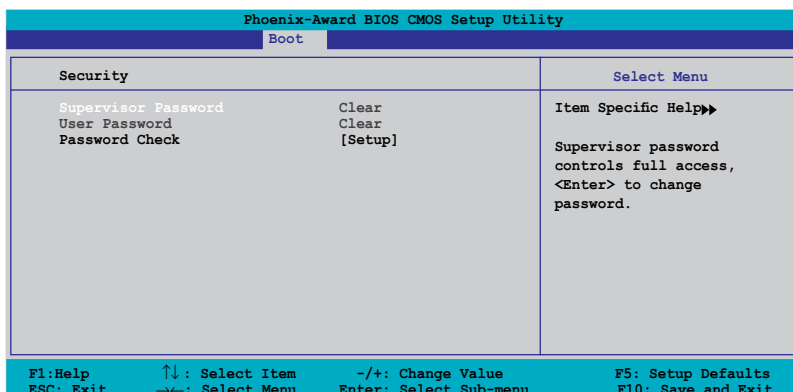 Phoenix-Award BIOS CMOS Setup Utility
Boot
Security
Select Menu
Supervisor Password Clear
User Password Clear
Password Check [Setup]
Item Specific Help▶▶
Supervisor password
controls full access,
<Enter> to change
password.
F1:Help ↑↓: Select Item -/+: Change Value F5: Setup Defaults
ESC: Exit →←: Select Menu Enter: Select Sub-menu F10: Save and Exit